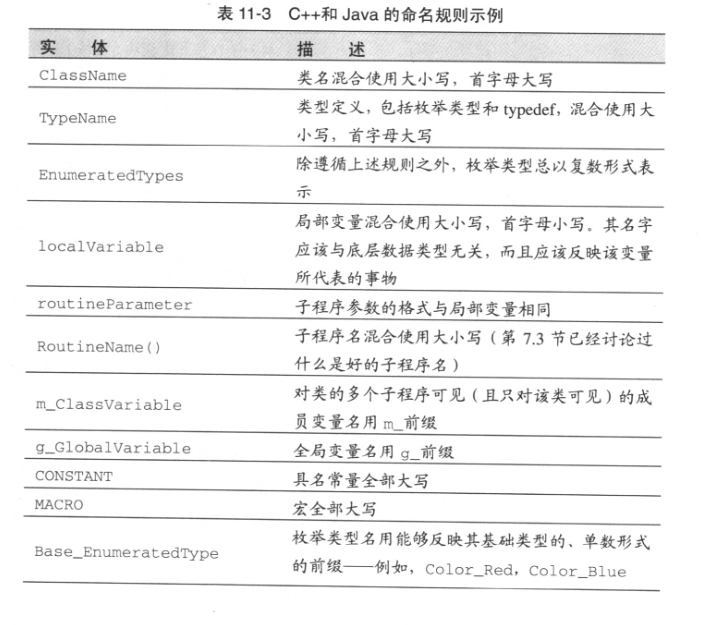 表 11-3 C++和 Java 的命名规则示例
实 体 描 述
ClassName 类名混合使用大小写，首字母大写
TypeName 类型定义，包括枚举类型和 typedef，混合使用大
小写，首字母大写
EnumeratedTypes 除遵循上述规则之外，枚举类型总以复数形式表
示
localVariable 局部变量混合使用大小写，首字母小写。其名字
应该与底层数据类型无关，而且应该反映该变量
所代表的事物
routineParameter 子程序参数的格式与局部变量相同
RoutineName() 子程序名混合使用大小写（第 7.3 节已经讨论过
什么是好的子程序名）
m_ClassVariable 对类的多个子程序可见（且只对该类可见）的成
员变量名用 m_前缀
g_GlobalVariable 全局变量名用 g_前缀
CONSTANT 具名常量全部大写
MACRO 宏全部大写
Base_EnumeratedType 枚举类型名用能够反映其基础类型的、单数形式
的前缀——例如，Color_Red，Color_Blue